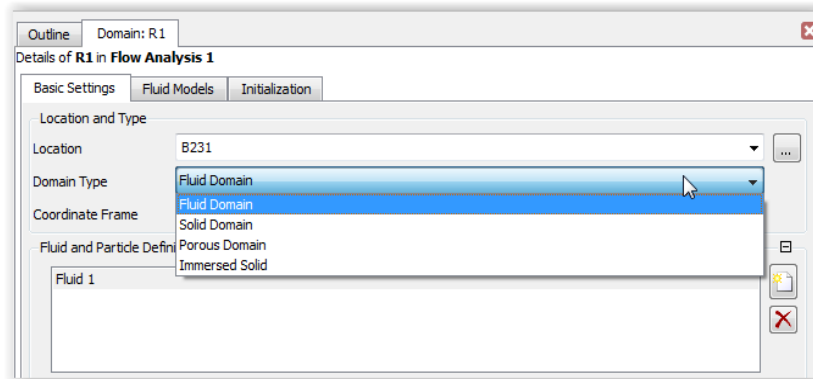 Outline Domain: R1
Details of R1 in Flow Analysis 1
Basic Settings Fluid Models Initialization
Location and Type
Location B231 ...
Domain Type Fluid Domain
Fluid Domain
Coordinate Frame
Solid Domain
Fluid and Particle Defini
Porous Domain
Immersed Solid
Fluid 1